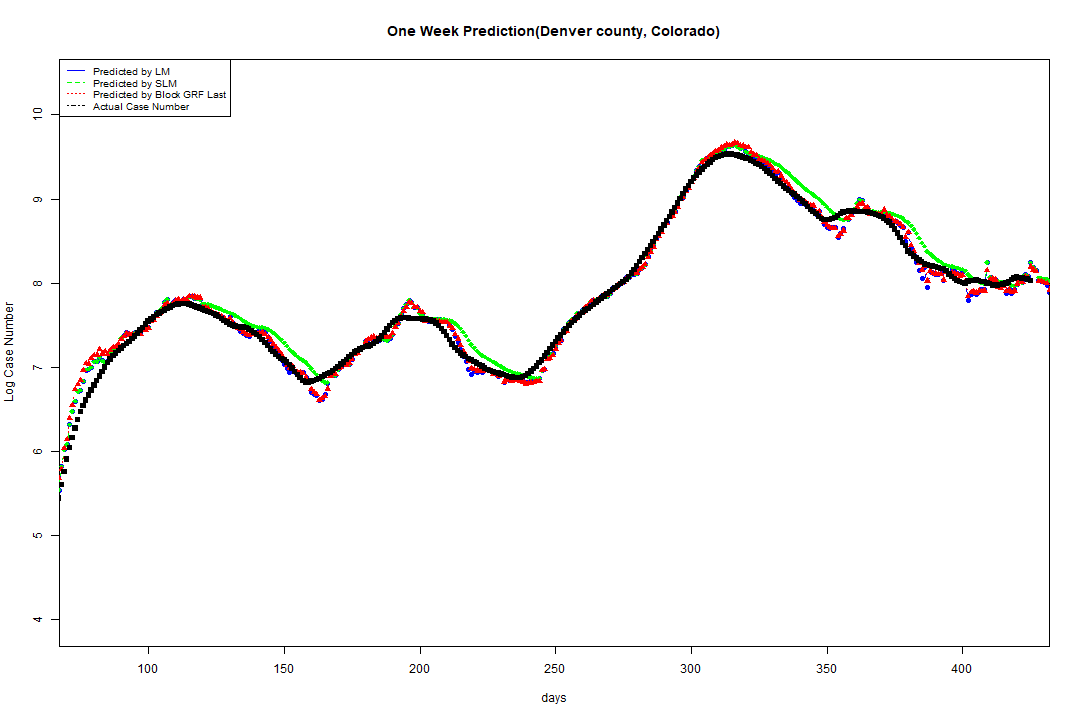 One Week Prediction(Denver county, Colorado)
Predicted by LM
Predicted by SLM
Predicted by Block GRF Last
Actual Case Number
10
9
8
7
6
5
4
Log Case Number
100 150 200 250 300 350 400
days